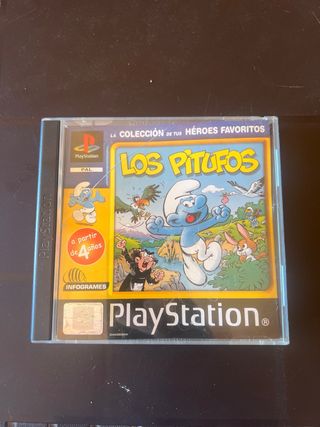 LA COLECCIÓN DE TUS HÉROES FAVORITOS
PlayStation
PAL
LOS PiTUFOS
a partir
de 4 años
INFOGRAMES
PlayStation®
PlayStation